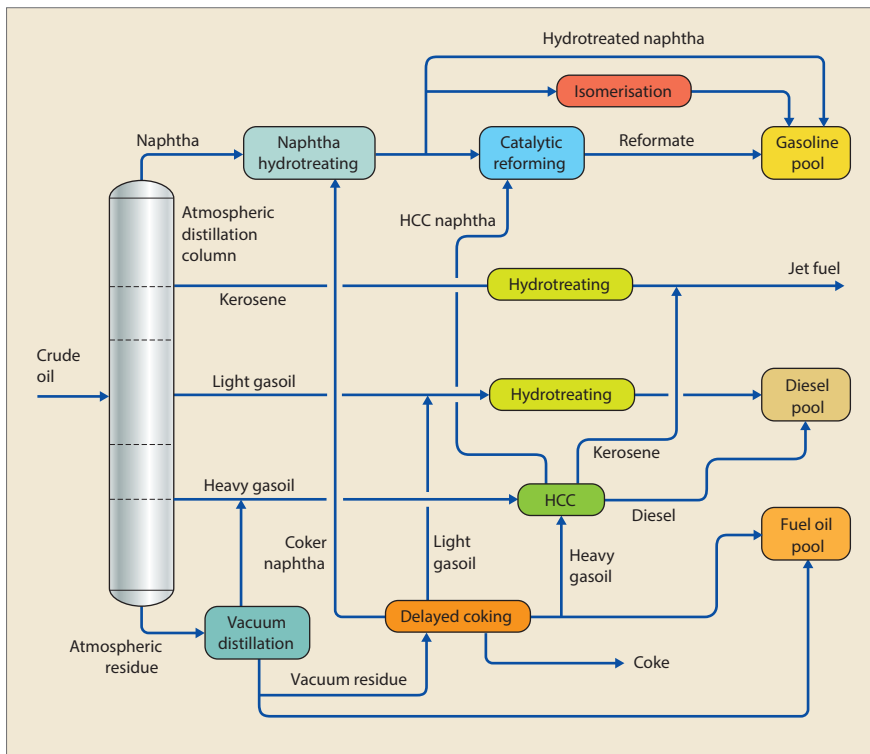 Hydrotreated naphtha
Isomerisation
Naphtha
Naphtha
hydrotreating
Catalytic
reforming
Reformate
Gasoline
pool
Atmospheric
distillation
column
HCC naphtha
Jet fuel
Kerosene
Hydrotreating
Crude
oil
Light gasoil
Hydrotreating
Diesel
pool
Kerosene
Heavy gasoil
HCC
Diesel
Coker
naphtha
Light
gasoil
Heavy
gasoil
Fuel oil
pool
Delayed coking
Vacuum
distillation
Atmospheric
residue
Vacuum residue
Coke